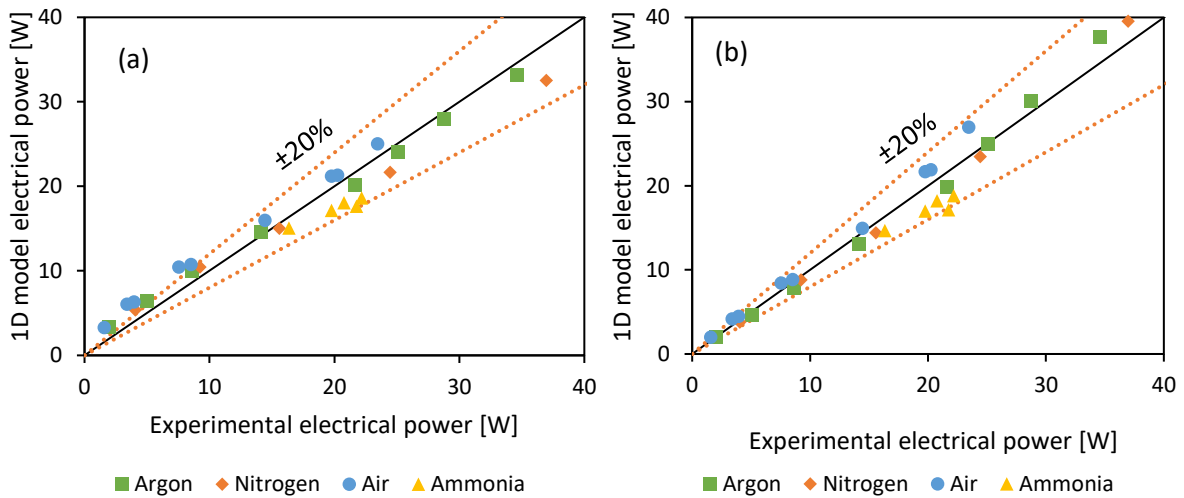 (a)
±20%
1D model electrical power [W]
40
30
20
10
0
0 10 20 30 40
Experimental electrical power [W]
Argon Nitrogen Air Ammonia
(b)
±20%
1D model electrical power [W]
40
30
20
10
0
0 10 20 30 40
Experimental electrical power [W]
Argon Nitrogen Air Ammonia